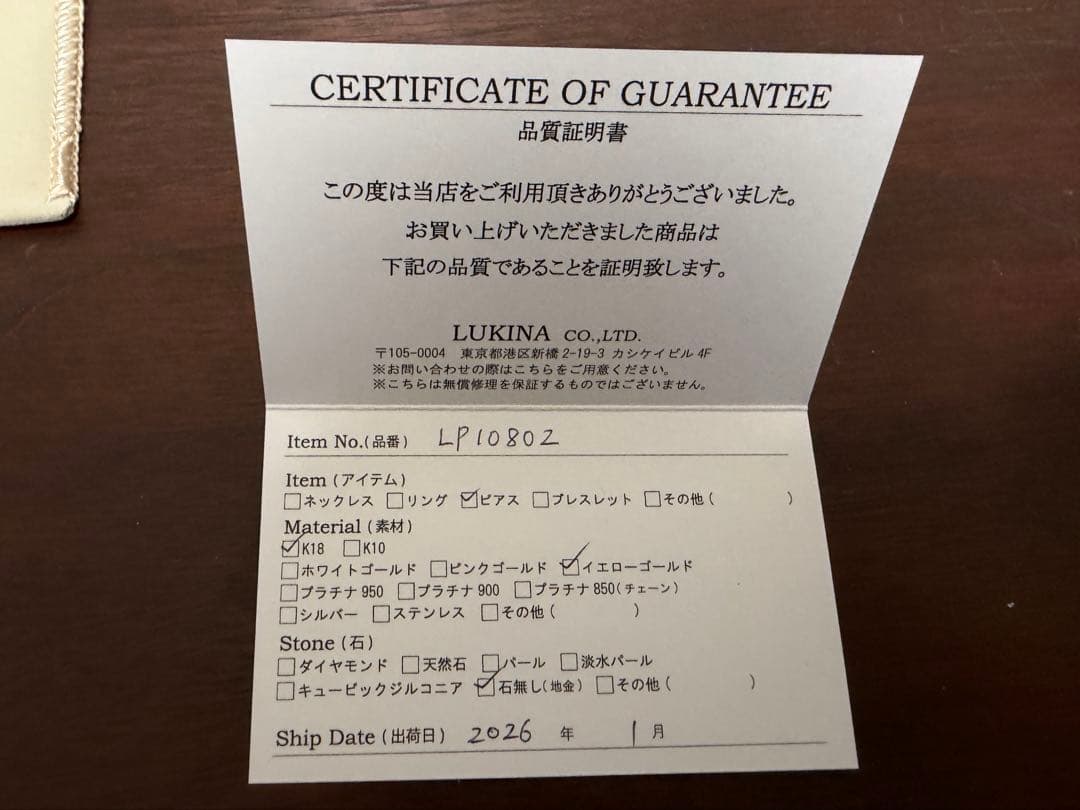 CERTIFICATE OF GUARANTEE
品質証明書
この度は当店をご利用頂きありがとうございました。
お買い上げいただきました商品は
下記の品質であることを証明致します。
LUKINA CO.,LTD.
〒105-0004 東京都港区新橋2-19-3 カシケイビル4F
※お問い合わせの際はこちらをご用意ください。
※こちらは無償修理を保証するものではございません。
Item No.(品番) LP10802
Item (アイテム)
☐ネックレス ☐リング ☑ピアス ☐ブレスレット ☐その他( )
Material (素材)
☑K18 ☐K10
☐ホワイトゴールド ☐ピンクゴールド ☑イエローゴールド
☐プラチナ950 ☐プラチナ900 ☐プラチナ850(チェーン)
☐シルバー ☐ステンレス ☐その他( )
Stone (石)
☐ダイヤモンド ☐天然石 ☐パール ☐淡水パール
☐キュービックジルコニア ☑石無し(地金) ☐その他( )
Ship Date (出荷日) 2026 年 1月